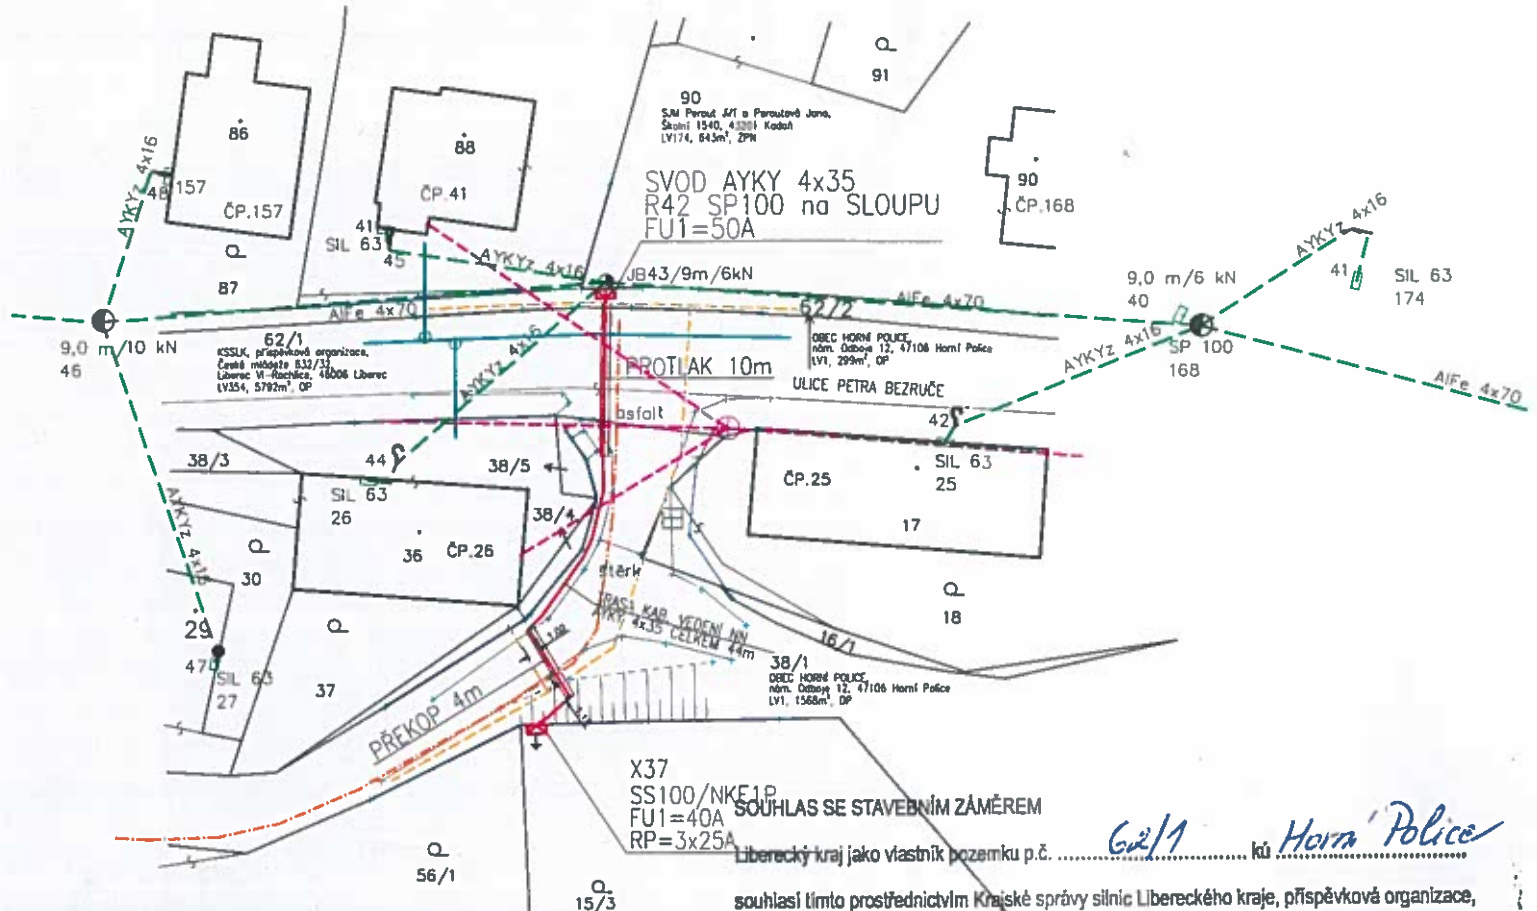 91
90
Školní 1540, 43201 Kadaň
LV174, 643m², ZPN
86
88
SVOD AYKY 4x35
R42 SP100 na SLOUPU
FU1=50A
90
ČP.168
AYKYz 4x16
48
157
ČP.157
ČP.41
41
SIL 63
45
AYKYz 4x16
JB43/9m/6kN
AYKYz 4x16
9,0 m/6 kN
40
41
SIL 63
174
87
AlFe 4x70
62/2
AlFe 4x70
9,0 m/10 kN
46
62/1
KSSLK, příspěvková organizace,
České mládeže 632/32,
Liberec VI-Rochlice, 46006 Liberec
LV354, 5792m², OP
AYKYz 4x16
PROTLAK 10m
OBEC HORNÍ POLICE,
nám. Odboje 12, 47106 Horní Police
LV1, 299m², OP
ULICE PETRA BEZRUČE
AYKYz 4x16
SP 100
168
AlFe 4x70
asfalt
42
38/3
44
38/5
SIL 63
25
ČP.25
SIL 63
26
38/4
17
AYKYz 4x16
36
ČP.26
30
štěrk
18
29
TRASA KAB. VEDENÍ NN
AYKY 4x35 CELKEM 44m
16/1
47
SIL 63
27
37
38/1
OBEC HORNÍ POLICE,
nám. Odboje 12, 47106 Horní Police
LV1, 1568m², OP
PŘEKOP 4m
X37
SS100/NKE1P
FU1=40A
RP=3x25A
SOUHLAS SE STAVEBNÍM ZÁMĚREM
Liberecký kraj jako vlastník pozemku p.č. 62/1 kú Horní Police
56/1
15/3
souhlasí tímto prostřednictvím Krajské správy silnic Libereckého kraje, příspěvková organizace,